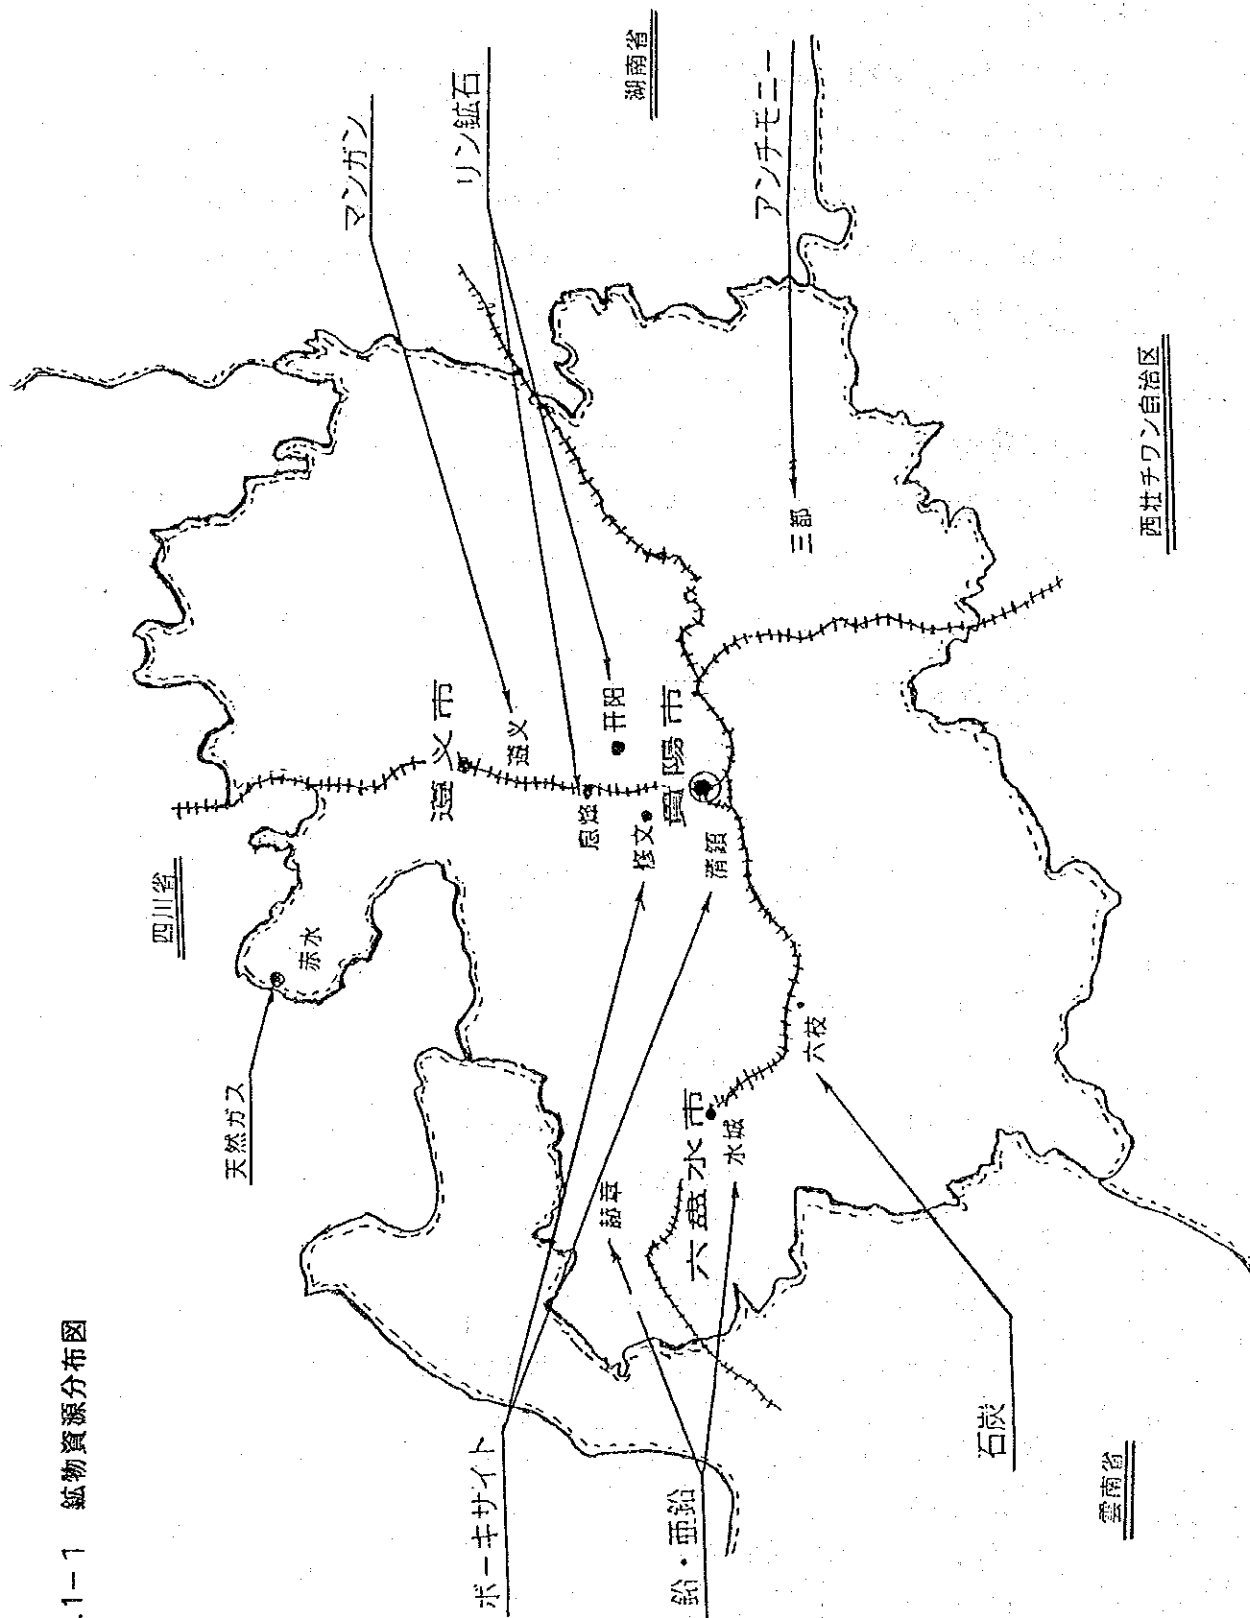 .1-1 鉱物資源分布図
四川省
天然ガス
赤水
マンガン
リン鉱石
湖南省
アンチモニー
遵义市
遵义
息烽
开阳
修文
貴陽市
清鎮
三都
ボーキサイト
赫章
六盤水市
水城
六枝
鉛・亜鉛
石炭
雲南省
西壮チワン自治区